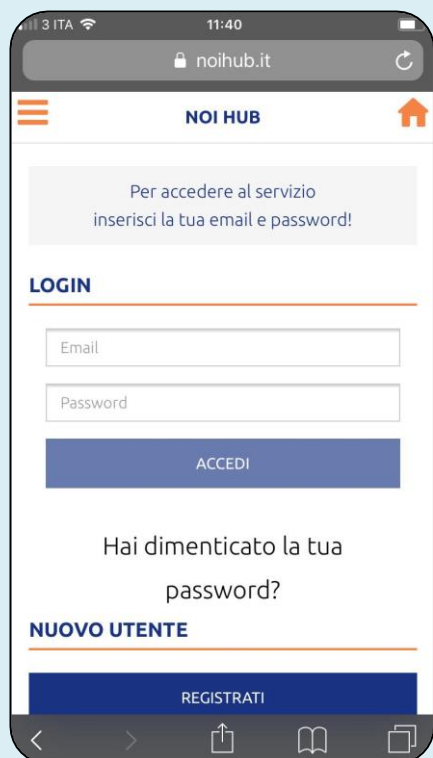 3 ITA 11:40
noihub.it
NOI HUB
Per accedere al servizio
inserisci la tua email e password!
LOGIN
Email
Password
ACCEDI
Hai dimenticato la tua
password?
NUOVO UTENTE
REGISTRATI